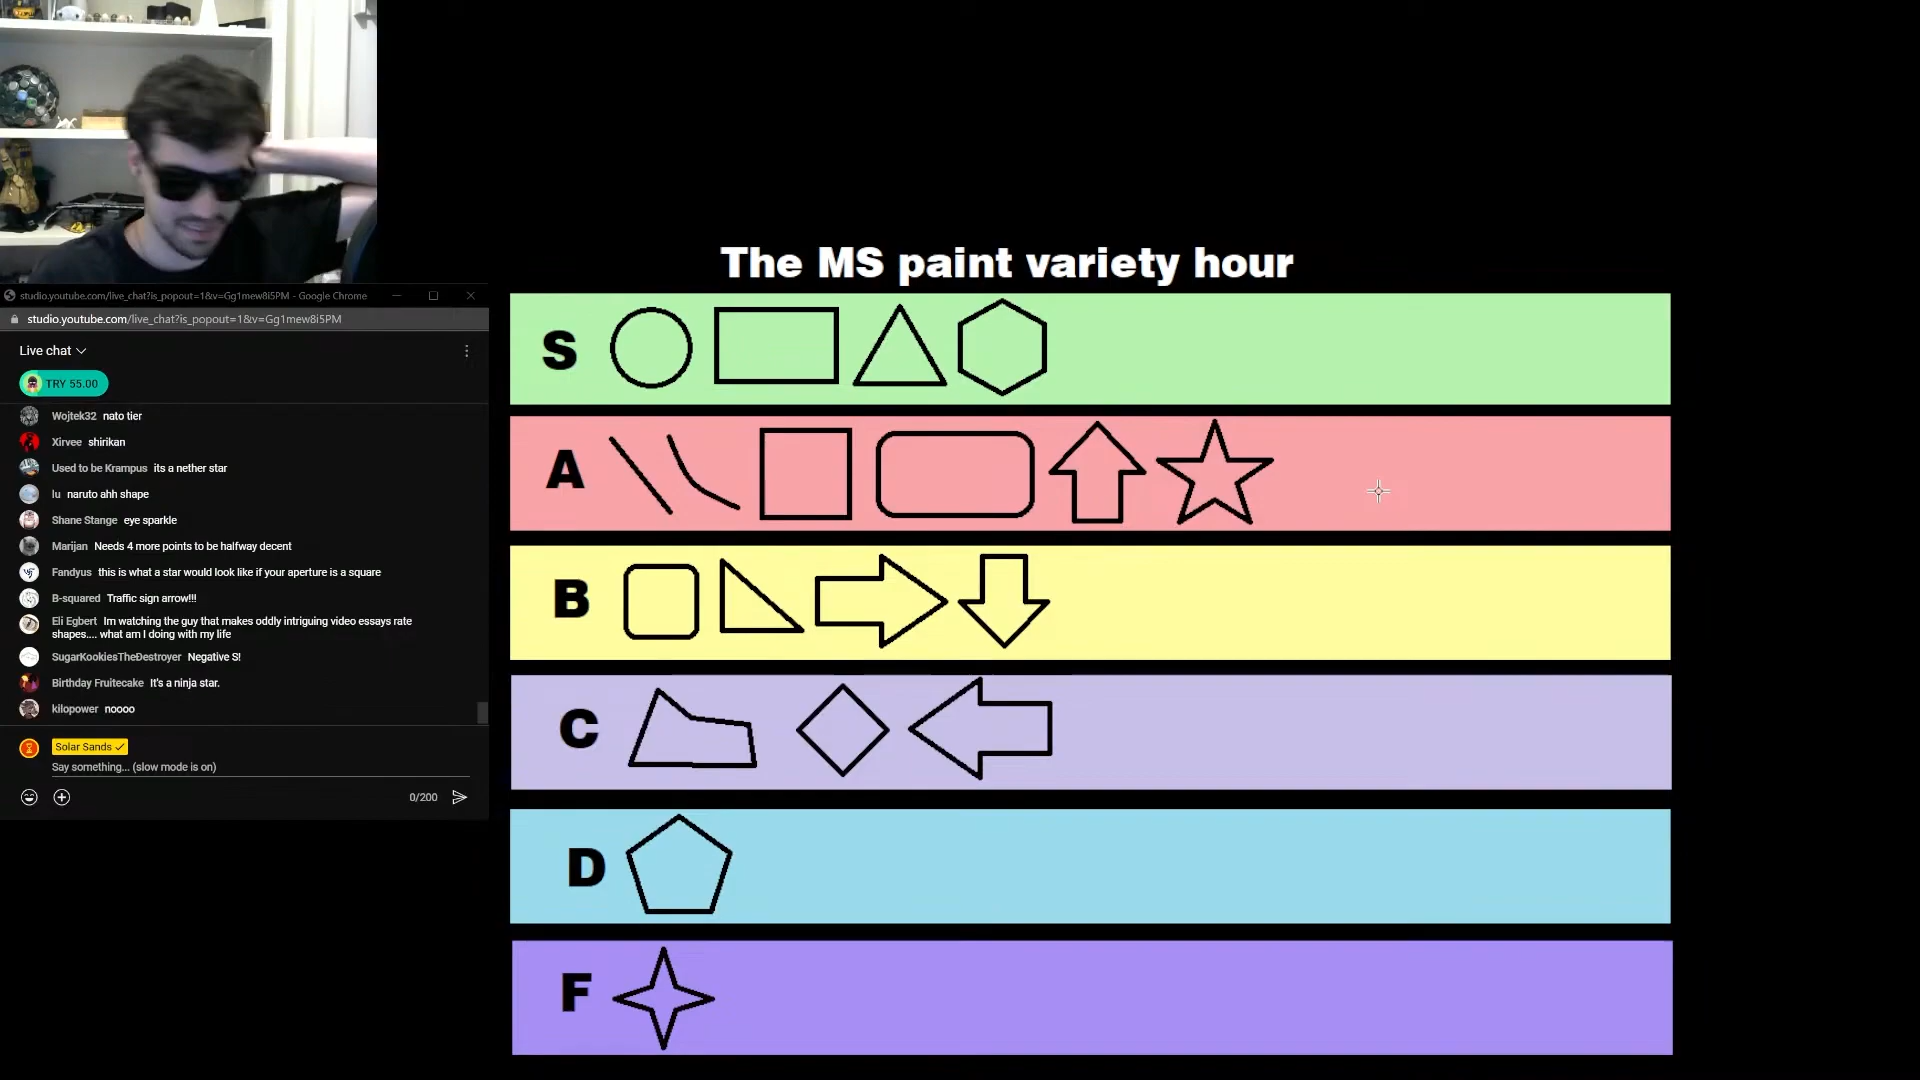 studio.youtube.com/live_chat?is_popout=1&v=Gg1mew8i5PM - Google Chrome
studio.youtube.com/live_chat?is_popout=1&v=Gg1mew8i5PM
Live chat
TRY 55.00
Wojtek32 nato tier
Xirvee shirikan
Used to be Krampus its a nether star
lu naruto ahh shape
Shane Stange eye sparkle
Marijan Needs 4 more points to be halfway decent
Fandyus this is what a star would look like if your aperture is a square
B-squared Traffic sign arrow!!!
Eli Egbert Im watching the guy that makes oddly intriguing video essays rate
shapes.... what am I doing with my life
SugarKookiesTheDestroyer Negative S!
Birthday Fruitecake It's a ninja star.
kilopower noooo
Solar Sands
Say something... (slow mode is on)
0/200
The MS paint variety hour
S
A
B
C
D
F